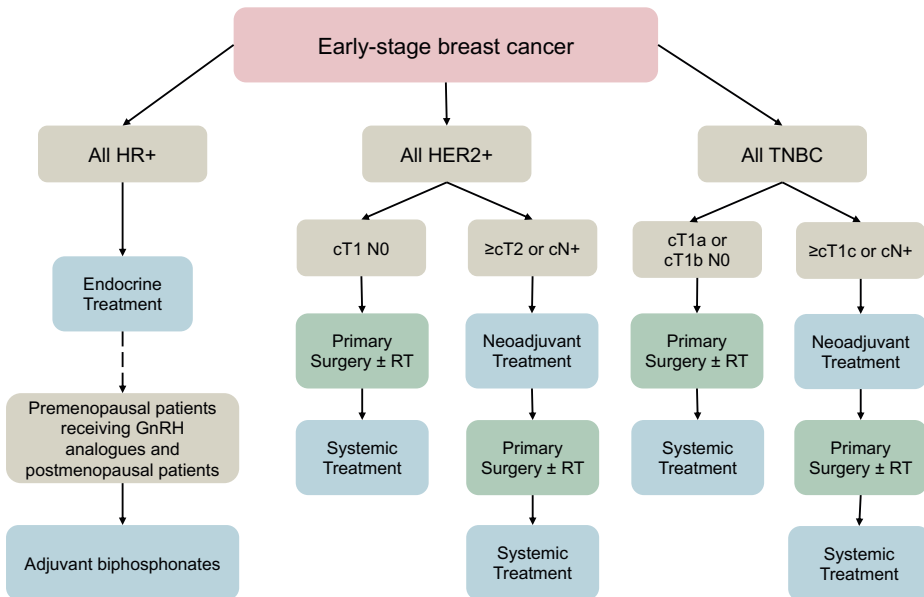 Early-stage breast cancer
All HR+
All HER2+
All TNBC
cT1 N0
≥cT2 or cN+
cT1a or
cT1b N0
≥cT1c or cN+
Endocrine
Treatment
Primary
Surgery ± RT
Neoadjuvant
Treatment
Primary
Surgery ± RT
Neoadjuvant
Treatment
Premenopausal patients
receiving GnRH
analogues and
postmenopausal patients
Systemic
Treatment
Primary
Surgery ± RT
Systemic
Treatment
Primary
Surgery ± RT
Adjuvant biphosphonates
Systemic
Treatment
Systemic
Treatment